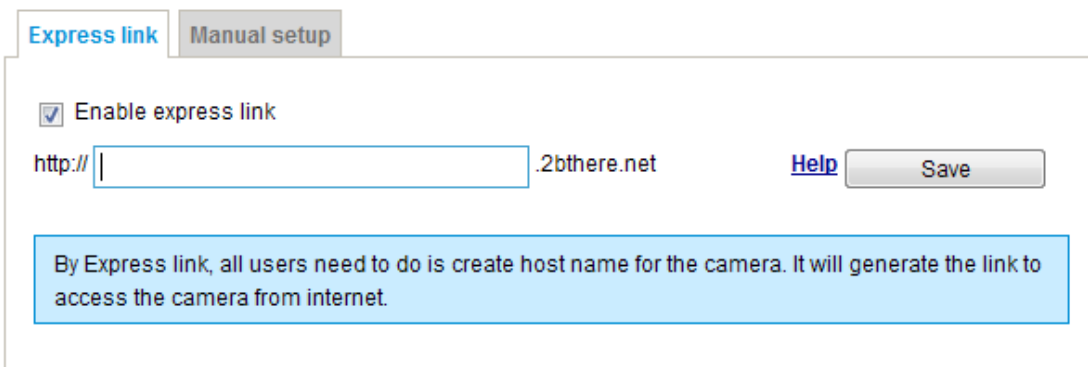 Express link Manual setup
Enable express link
http:// .2bthere.net Help Save
By Express link, all users need to do is create host name for the camera. It will generate the link to
access the camera from internet.